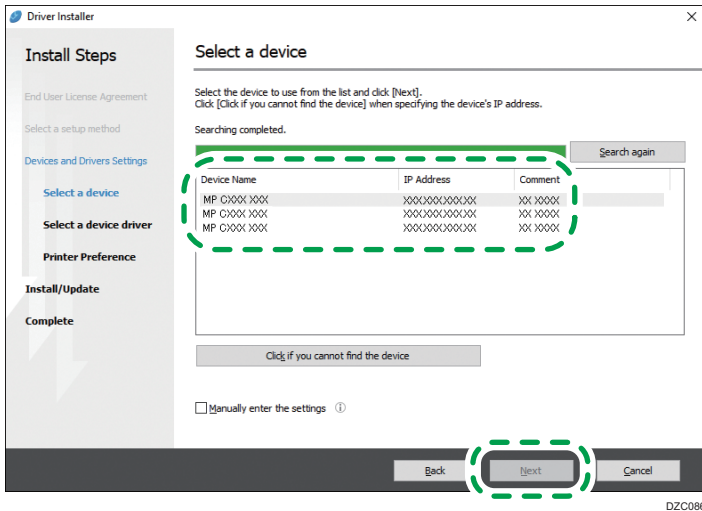 Driver Installer
Install Steps
End User License Agreement
Select a setup method
Devices and Drivers Settings
Select a device
Select a device driver
Printer Preference
Install/Update
Complete
Select a device
Select the device to use from the list and click [Next].
Click [Click if you cannot find the device] when specifying the device's IP address.
Searching completed.
Search again
Device Name IP Address Comment
MP CXXX XXX XXX.XXX.XXX.XX XX XXXX
MP CXXX XXX XXX.XXX.XXX.XX XX XXXX
MP CXXX XXX XXX.XXX.XXX.XX XX XXXX
Click if you cannot find the device
Manually enter the settings
Back Next Cancel
DZC086